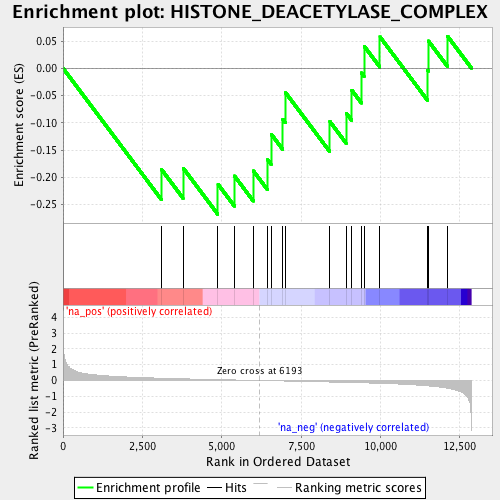 Enrichment plot: HISTONE_DEACETYLASE_COMPLEX
Enrichment score (ES)
0.05
0.00
-0.05
-0.10
-0.15
-0.20
-0.25
'na_pos' (positively correlated)
Ranked list metric (PreRanked)
4
3
2
1
0
-1
-2
-3
Zero cross at 6193
'na_neg' (negatively correlated)
0
2,500
5,000
7,500
10,000
12,500
Rank in Ordered Dataset
Enrichment profile
Hits
Ranking metric scores